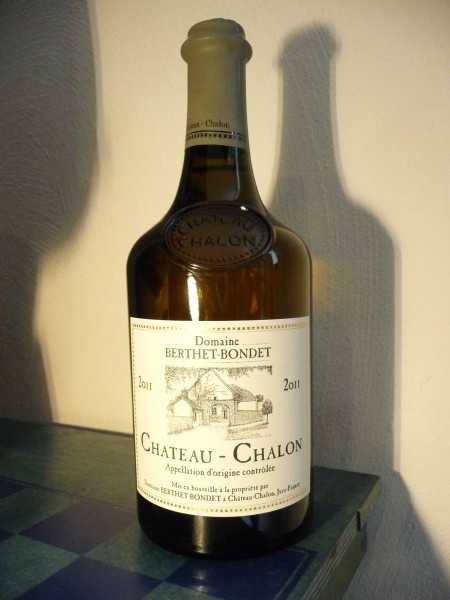 - Chalon
CHATEAU
CHALON
Domaine
BERTHET-BONDET
2011 2011
CHATEAU - CHALON
Appellation d'origine contrôlée
Mis en bouteille à la propriété par
Domaine BERTHET-BONDET à Château-Chalon, Jura-France